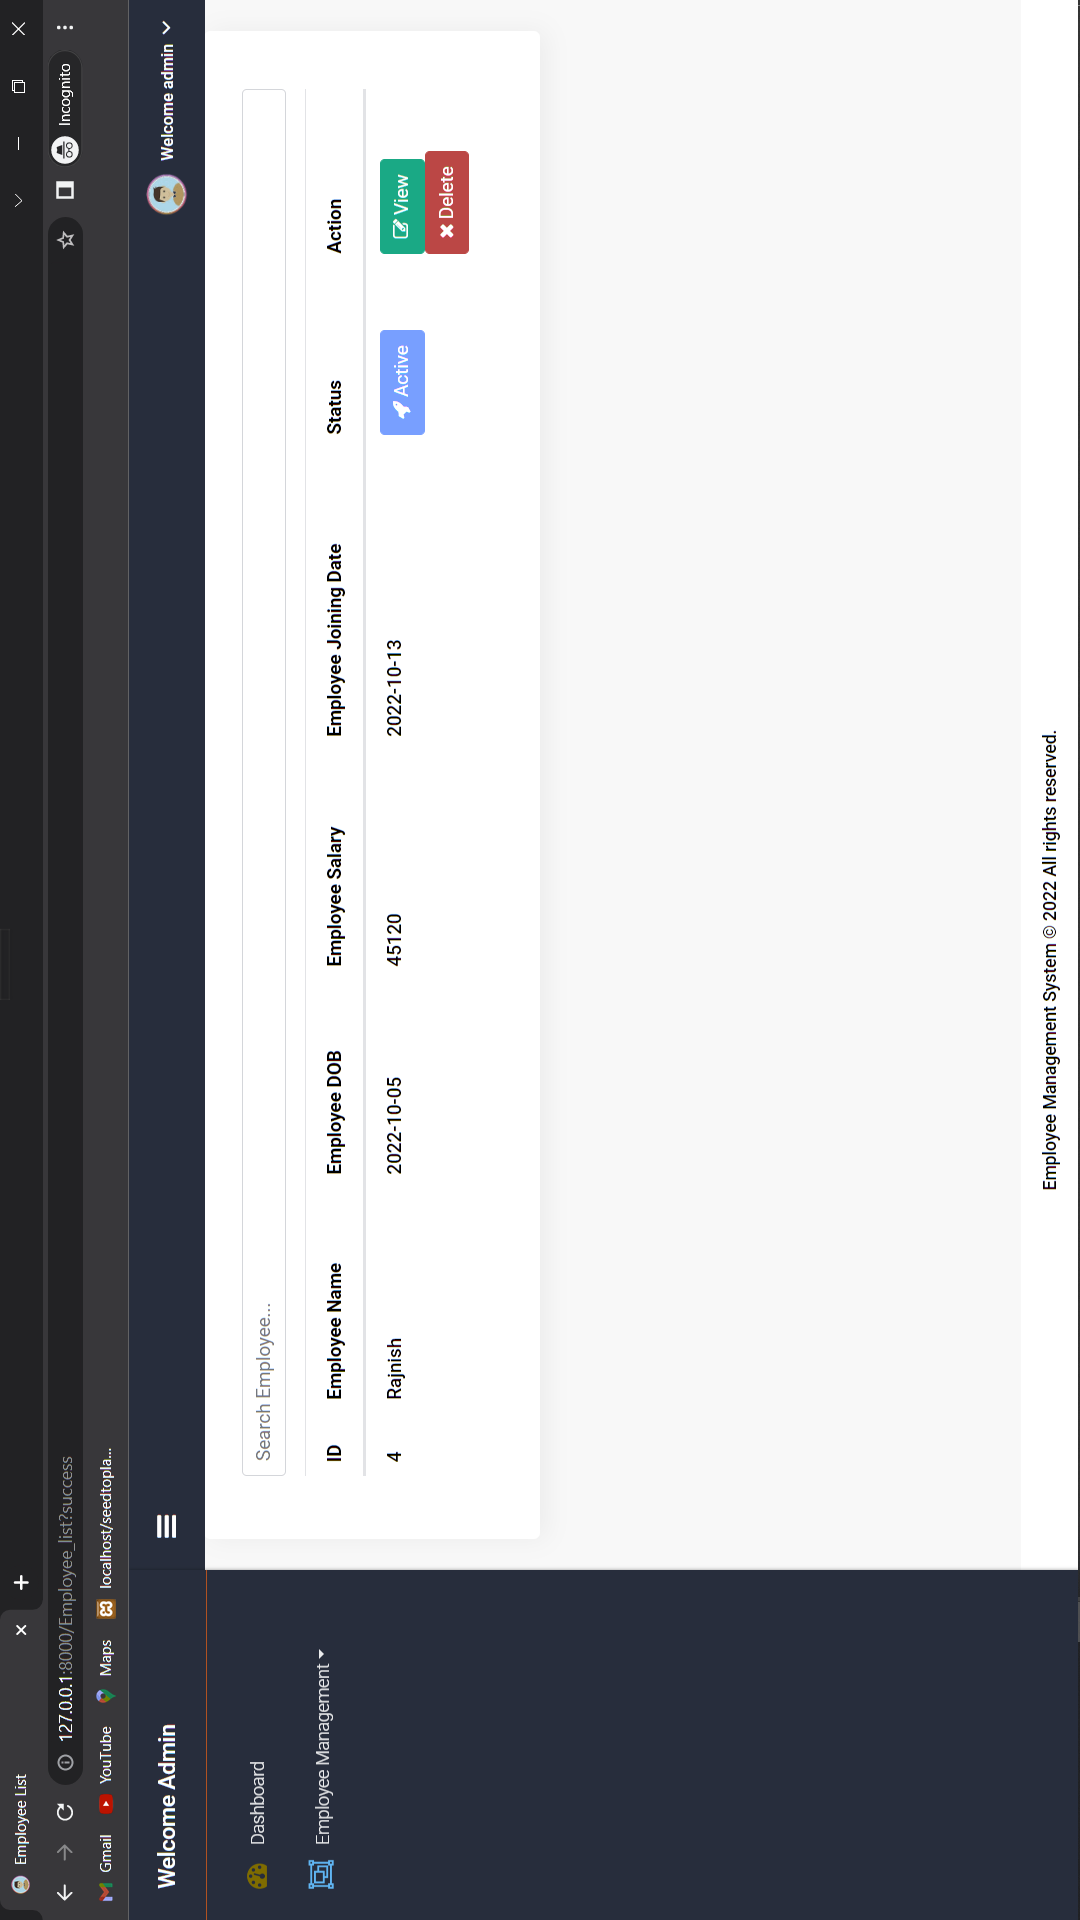 Employee List
127.0.0.1:8000/Employee_list?success
Incognito
Gmail YouTube Maps localhost/seedtopla...
Welcome Admin
Welcome admin
Dashboard
Employee Management
Search Employee...
ID Employee Name Employee DOB Employee Salary Employee Joining Date Status Action
4 Rajnish 2022-10-05 45120 2022-10-13 Active View
Delete
Employee Management System © 2022 All rights reserved.